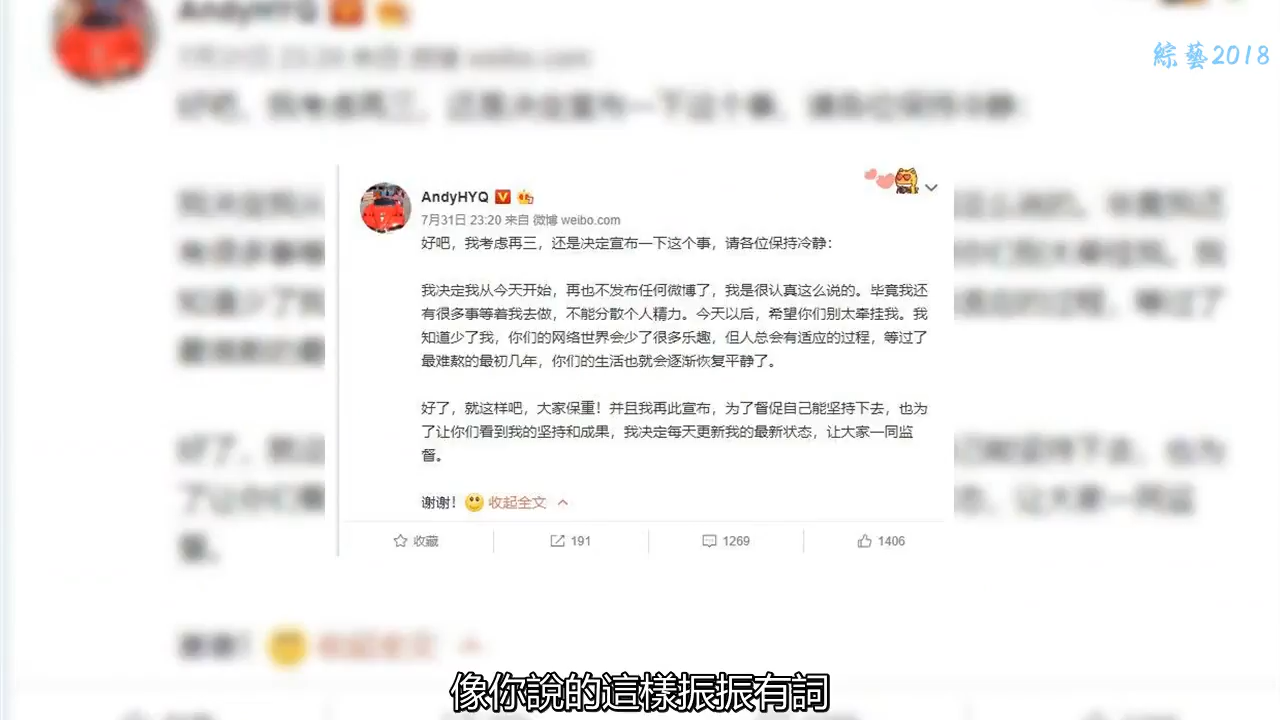 綜藝2018
AndyHYQ
7月31日 23:20 来自 微博 weibo.com
好吧，我考虑再三，还是决定宣布一下这个事，请各位保持冷静：
我决定我从今天开始，再也不发布任何微博了，我是很认真这么说的。毕竟我还
有很多事等着我去做，不能分散个人精力。今天以后，希望你们别太牵挂我。我
知道少了我，你们的网络世界会少了很多乐趣，但人总会有适应的过程，等过了
最难熬的最初几年，你们的生活也就会逐渐恢复平静了。
好了，就这样吧，大家保重！并且我再此宣布，为了督促自己能坚持下去，也为
了让你们看到我的坚持和成果，我决定每天更新我的最新状态，让大家一同监
督。
谢谢！ 收起全文
收藏 191 1269 1406
像你說的這樣振振有詞